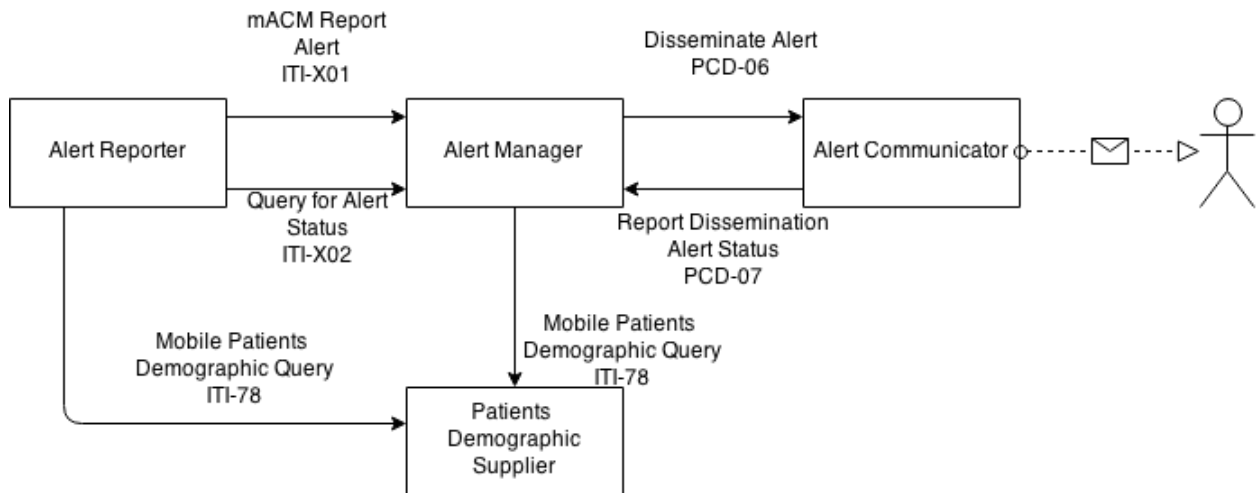 mACM Report
Alert
ITI-X01
Disseminate Alert
PCD-06
Alert Reporter
Alert Manager
Alert Communicator
Query for Alert
Status
ITI-X02
Report Dissemination
Alert Status
PCD-07
Mobile Patients
Demographic Query
ITI-78
Mobile Patients
Demographic Query
ITI-78
Patients
Demographic
Supplier